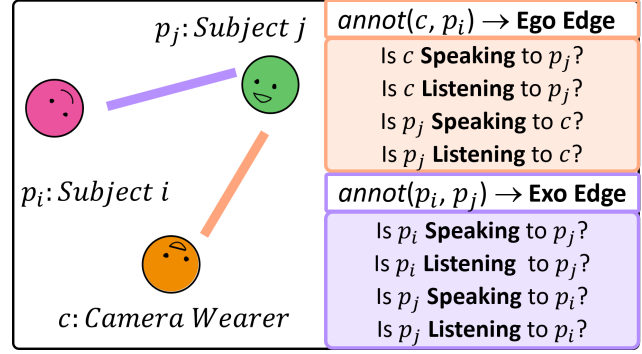 p_j: Subject j
p_i: Subject i
c: Camera Wearer
annot(c, p_i) → Ego Edge
Is c Speaking to p_j?
Is c Listening to p_j?
Is p_j Speaking to c?
Is p_j Listening to c?
annot(p_i, p_j) → Exo Edge
Is p_i Speaking to p_j?
Is p_i Listening to p_j?
Is p_j Speaking to p_i?
Is p_j Listening to p_i?